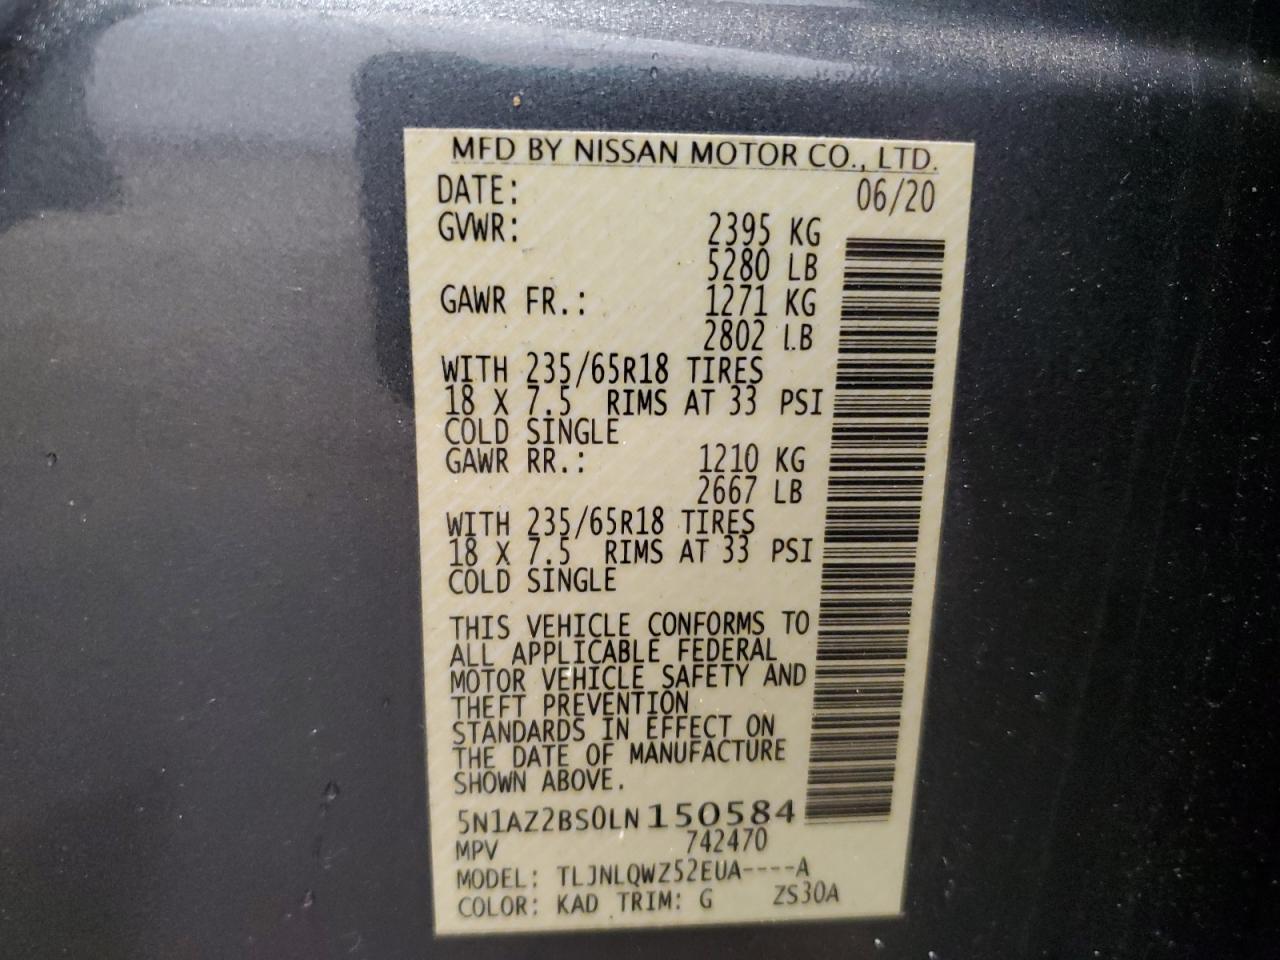 MFD BY NISSAN MOTOR CO., LTD.
DATE: 06/20
GVWR: 2395 KG
5280 LB
GAWR FR.: 1271 KG
2802 LB
WITH 235/65R18 TIRES
18 X 7.5 RIMS AT 33 PSI
COLD SINGLE
GAWR RR.: 1210 KG
2667 LB
WITH 235/65R18 TIRES
18 X 7.5 RIMS AT 33 PSI
COLD SINGLE
THIS VEHICLE CONFORMS TO
ALL APPLICABLE FEDERAL
MOTOR VEHICLE SAFETY AND
THEFT PREVENTION
STANDARDS IN EFFECT ON
THE DATE OF MANUFACTURE
SHOWN ABOVE.
5N1AZ2BS0LN150584
MPV 742470
MODEL: TLJNLQWZ52EUA----A
COLOR: KAD TRIM: G ZS30A